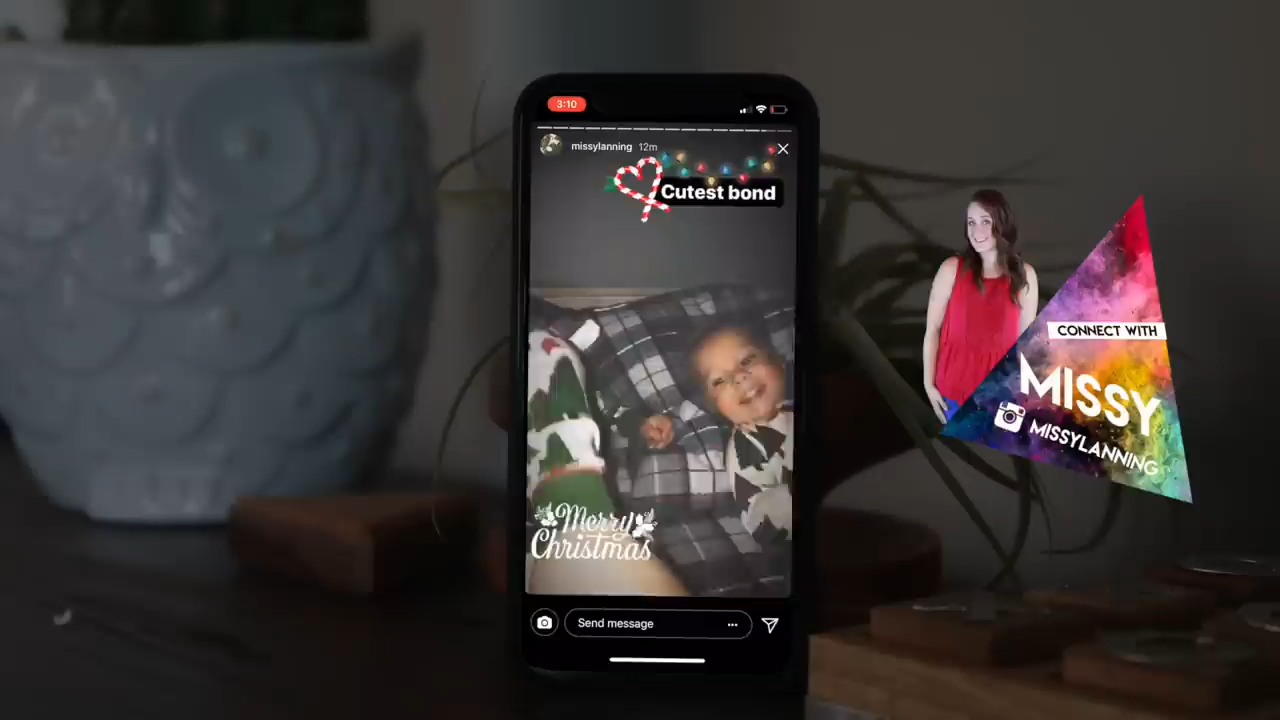 3:10
missylanning 12m
Cutest bond
Merry
Christmas
Send message
CONNECT WITH
MISSY
MISSYLANNING